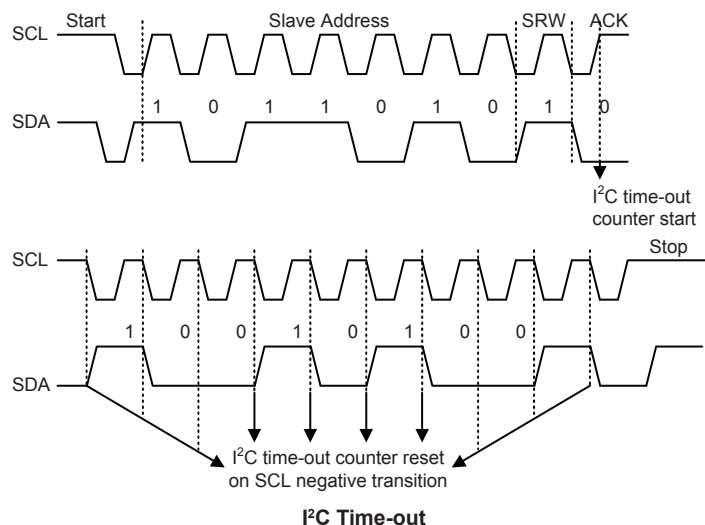 Start Slave Address SRW ACK
SCL
1 0 1 1 0 1 0 1 0
SDA
I²C time-out
counter start
Stop
SCL
1 0 0 1 0 1 0 0
SDA
I²C time-out counter reset
on SCL negative transition
I²C Time-out